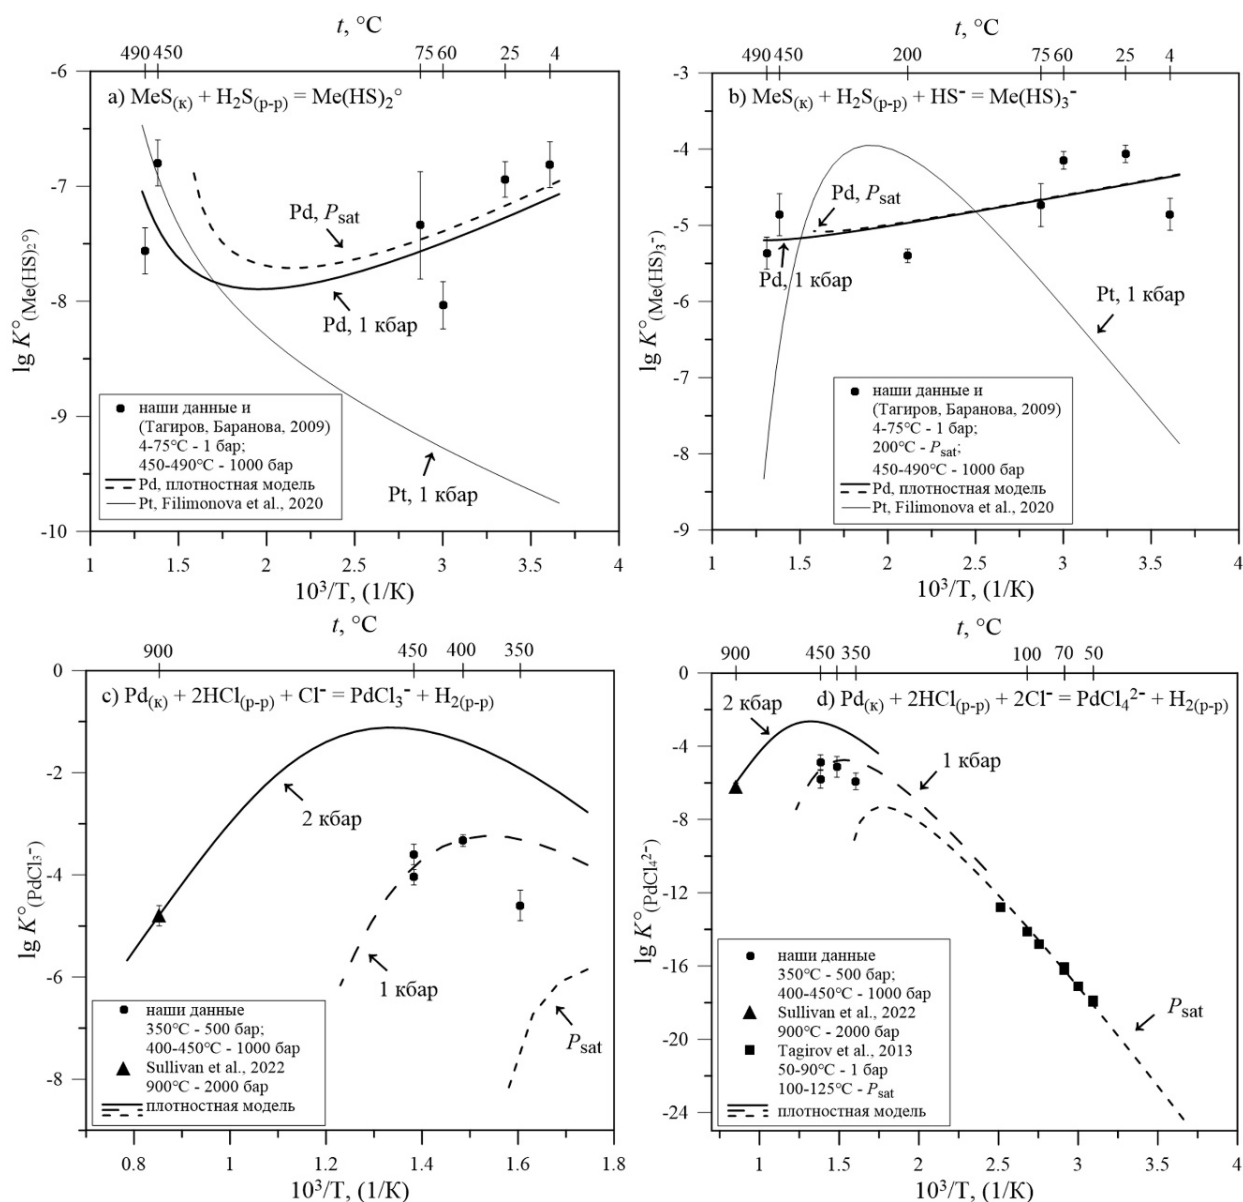 t, °C
490 450 75 60 25 4
-6
-7
-8
-9
-10
lg K°(Me(HS)₂°)
a) MeS(к) + H₂S(р-р) = Me(HS)₂°
Pd, Psat
Pd, 1 кбар
Pt, 1 кбар
наши данные и
(Тагиров, Баранова, 2009)
4-75°C - 1 бар;
450-490°C - 1000 бар
Pd, плотностная модель
Pt, Filimonova et al., 2020
1 1.5 2 2.5 3 3.5 4
10³/T, (1/K)
t, °C
490 450 200 75 60 25 4
-3
-4
-5
-6
-7
-8
-9
lg K°(Me(HS)₃⁻)
b) MeS(к) + H₂S(р-р) + HS⁻ = Me(HS)₃⁻
Pd, Psat
Pd, 1 кбар
Pt, 1 кбар
наши данные и
(Тагиров, Баранова, 2009)
4-75°C - 1 бар;
200°C - Psat;
450-490°C - 1000 бар
Pd, плотностная модель
Pt, Filimonova et al., 2020
1 1.5 2 2.5 3 3.5 4
10³/T, (1/K)
t, °C
900 450 400 350
0
-2
-4
-6
-8
lg K°(PdCl₃⁻)
c) Pd(к) + 2HCl(р-р) + Cl⁻ = PdCl₃⁻ + H₂(р-р)
2 кбар
1 кбар
Psat
наши данные
350°C - 500 бар;
400-450°C - 1000 бар
Sullivan et al., 2022
900°C - 2000 бар
плотностная модель
0.8 1 1.2 1.4 1.6 1.8
10³/T, (1/K)
t, °C
900 450 350 100 70 50
0
-4
-8
-12
-16
-20
-24
lg K°(PdCl₄²⁻)
d) Pd(к) + 2HCl(р-р) + 2Cl⁻ = PdCl₄²⁻ + H₂(р-р)
2 кбар
1 кбар
Psat
наши данные
350°C - 500 бар;
400-450°C - 1000 бар
Sullivan et al., 2022
900°C - 2000 бар
Tagirov et al., 2013
50-90°C - 1 бар
100-125°C - Psat
плотностная модель
1 1.5 2 2.5 3 3.5 4
10³/T, (1/K)